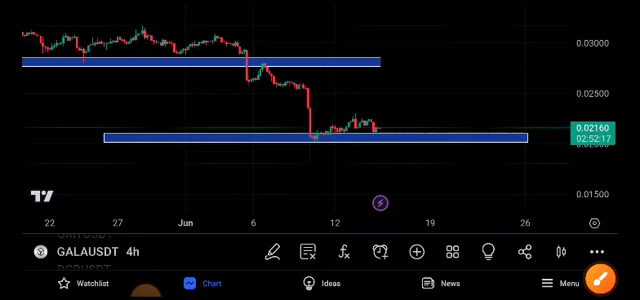 0.03000
0.02500
0.02160
02:52:17
0.01500
22 27 Jun 6 12 19 26
GALAUSDT 4h
Watchlist Chart Ideas News Menu